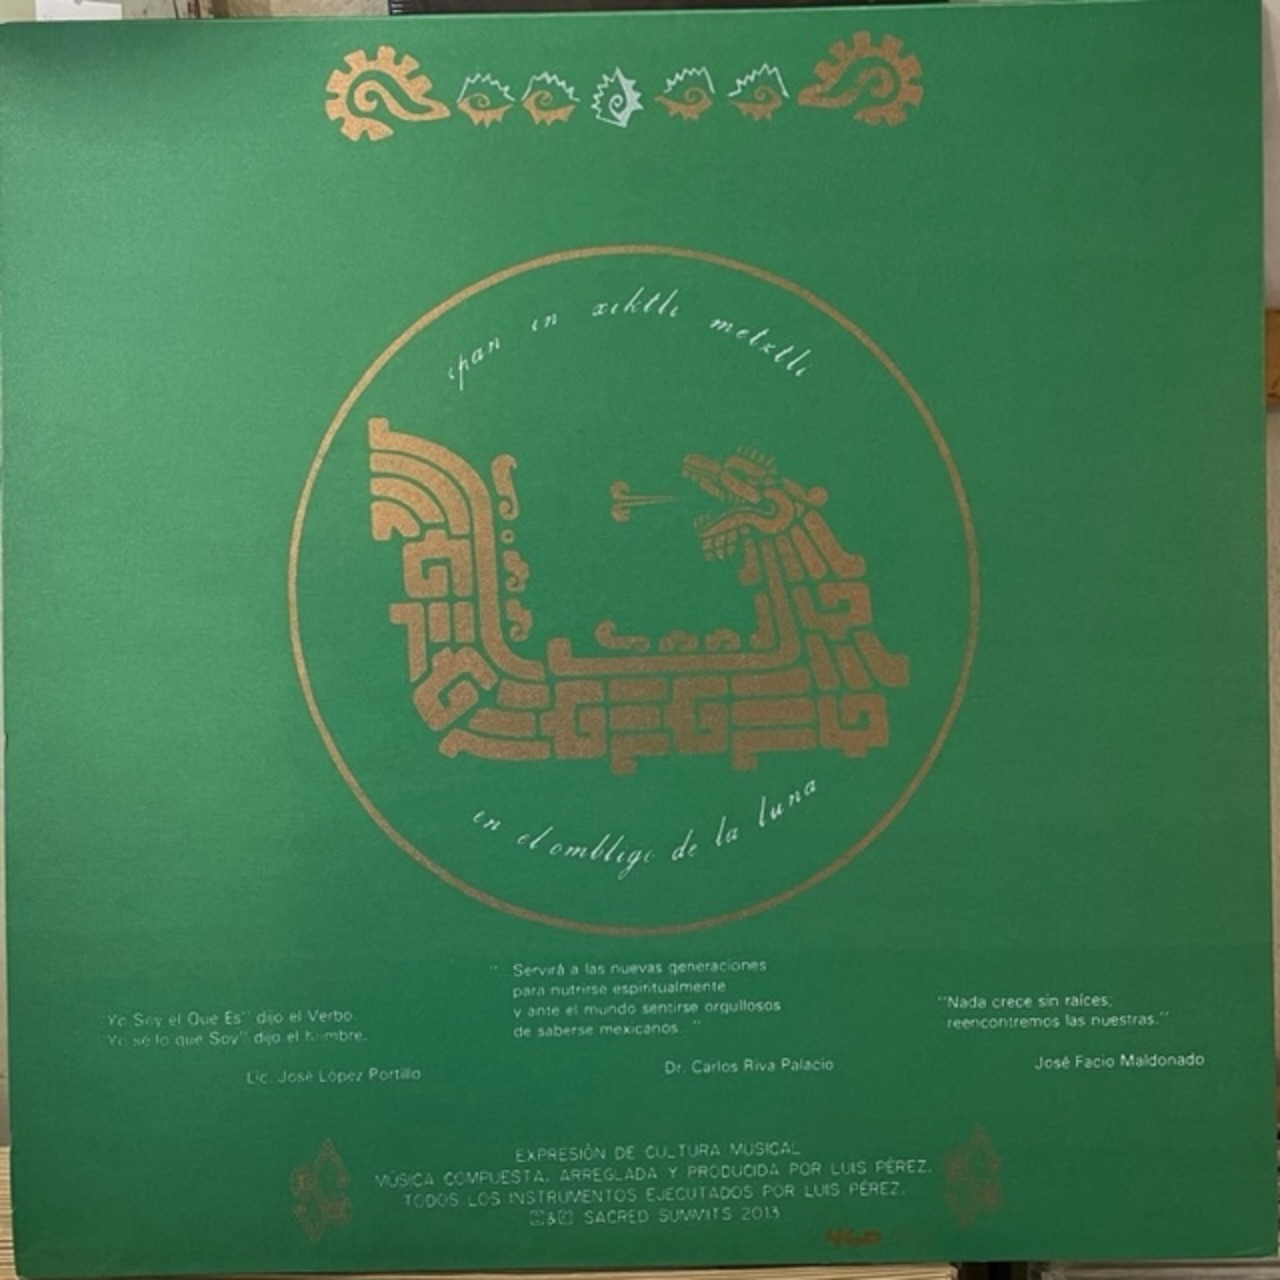 ipan in xiktli metxtli
en el ombligo de la luna
"Yo Soy el Que Es" dijo el Verbo.
Yo sé lo que Soy" dijo el hombre.
Lic. José López Portillo
" Servirá a las nuevas generaciones
para nutrirse espiritualmente
y ante el mundo sentirse orgullosos
de saberse mexicanos... "
Dr. Carlos Riva Palacio
"Nada crece sin raíces;
reencontremos las nuestras."
José Facio Maldonado
EXPRESIÓN DE CULTURA MUSICAL
MÚSICA COMPUESTA, ARREGLADA Y PRODUCIDA POR LUIS PÉREZ.
TODOS LOS INSTRUMENTOS EJECUTADOS POR LUIS PÉREZ.
Ⓟ&© SACRED SUMMITS 2013